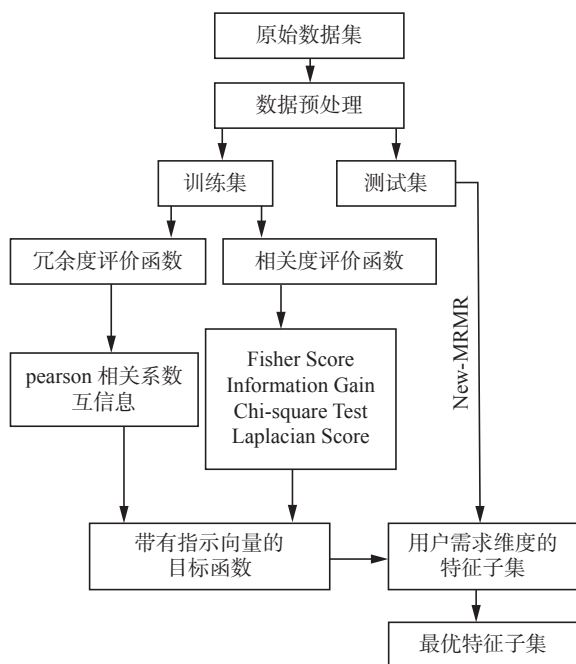 原始数据集
数据预处理
训练集
测试集
冗余度评价函数
相关度评价函数
pearson 相关系数
互信息
Fisher Score
Information Gain
Chi-square Test
Laplacian Score
New-MRMR
带有指示向量的
目标函数
用户需求维度的
特征子集
最优特征子集